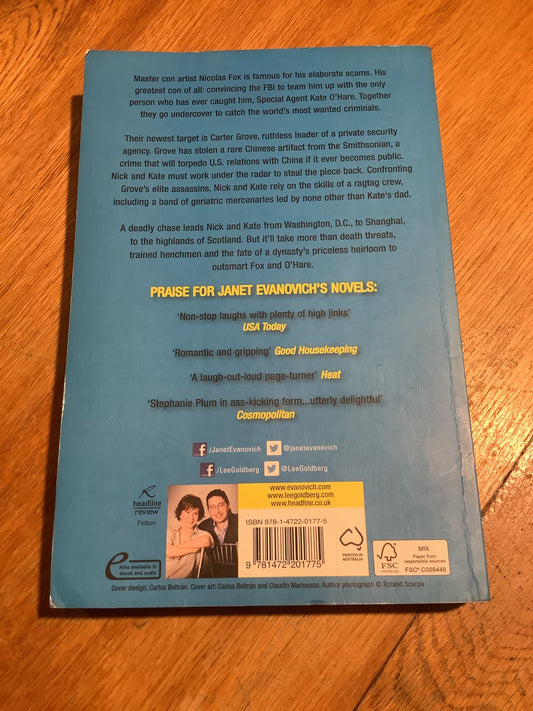 Master con artist Nicolas Fox is famous for his elaborate scams. His
greatest con of all: convincing the FBI to team him up with the only
person who has ever caught him, Special Agent Kate O'Hare. Together
they go undercover to catch the world's most wanted criminals.
Their newest target is Carter Grove, ruthless leader of a private security
agency. Grove has stolen a rare Chinese artifact from the Smithsonian, a
crime that will torpedo U.S. relations with China if it ever becomes public.
Nick and Kate must work under the radar to steal the piece back. Confronting
Grove's elite assassins, Nick and Kate rely on the skills of a ragtag crew,
including a band of geriatric mercenaries led by none other than Kate's dad.
A deadly chase leads Nick and Kate from Washington, D.C., to Shanghai,
to the highlands of Scotland. But it'll take more than death threats,
trained henchmen and the fate of a dynasty's priceless heirloom to
outsmart Fox and O'Hare.
PRAISE FOR JANET EVANOVICH'S NOVELS:
'Non-stop laughs with plenty of high jinks'
USA Today
'Romantic and gripping' Good Housekeeping
'A laugh-out-loud page-turner' Heat
'Stephanie Plum in ass-kicking form...utterly delightful'
Cosmopolitan
f /JanetEvanovich @janetevanovich
f /LeeGoldberg @LeeGoldberg
headline
review
Fiction
www.evanovich.com
www.leegoldberg.com
www.headline.co.uk
ISBN 978-1-4722-0177-5
9 781472 201775
PRINTED IN
AUSTRALIA
FSC
www.fsc.org
MIX
Paper from
responsible sources
FSC® C009448
e
Also available in
ebook and audio
Cover design: Carlos Beltrán. Cover art: Carlos Beltrán and Claudio Marinesco. Author photograph © Roland Scarpa